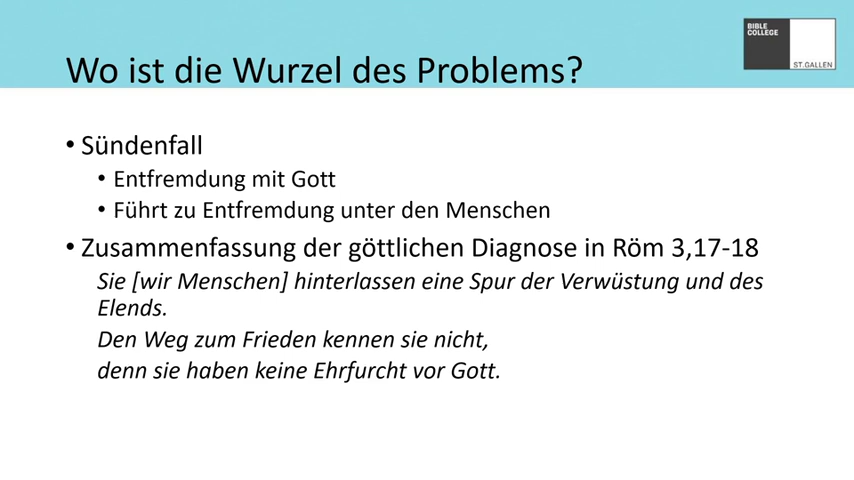 BIBLE
COLLEGE
ST.GALLEN
Wo ist die Wurzel des Problems?
• Sündenfall
• Entfremdung mit Gott
• Führt zu Entfremdung unter den Menschen
• Zusammenfassung der göttlichen Diagnose in Röm 3,17-18
Sie [wir Menschen] hinterlassen eine Spur der Verwüstung und des
Elends.
Den Weg zum Frieden kennen sie nicht,
denn sie haben keine Ehrfurcht vor Gott.